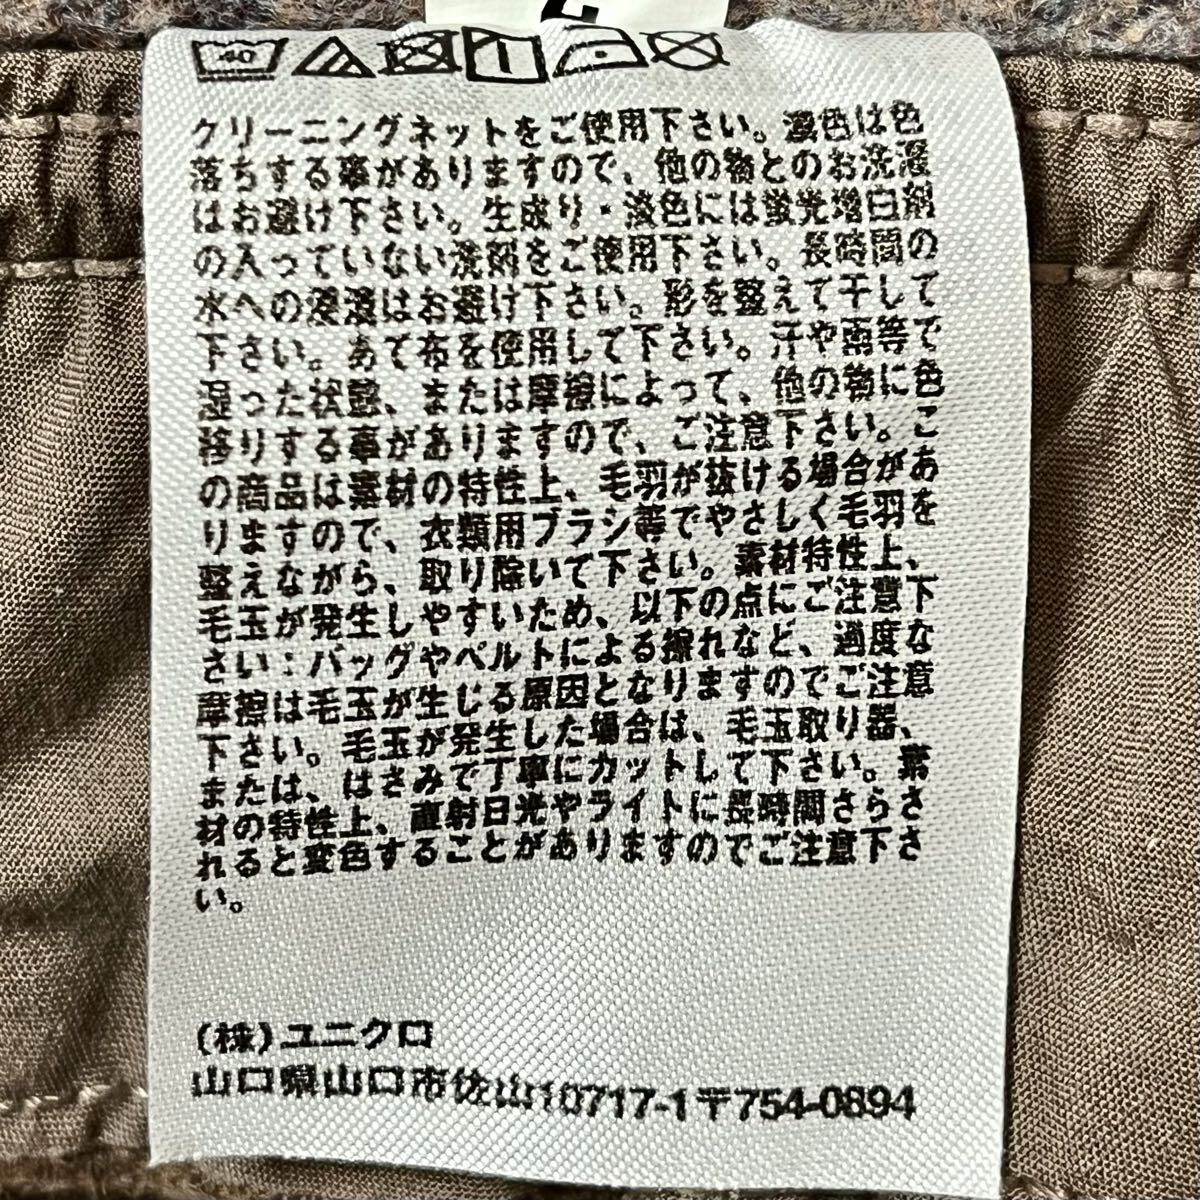 40
クリーニングネットをご使用下さい。濃色は色
落ちする事がありますので、他の物とのお洗濯
はお避け下さい。生成り・淡色には蛍光増白剤
の入っていない洗剤をご使用下さい。長時間の
水への浸漬はお避け下さい。形を整えて干して
下さい。あて布を使用して下さい。汗や雨等で
湿った状態、または摩擦によって、他の物に色
移りする事がありますので、ご注意下さい。こ
の商品は素材の特性上、毛羽が抜ける場合があ
りますので、衣類用ブラシ等でやさしく毛羽を
整えながら、取り除いて下さい。素材特性上、
毛玉が発生しやすいため、以下の点にご注意下
さい：バッグやベルトによる擦れなど、過度な
摩擦は毛玉が生じる原因となりますのでご注意
下さい。毛玉が発生した場合は、毛玉取り器、
または、はさみで丁寧にカットして下さい。素
材の特性上、直射日光やライトに長時間さらさ
れると変色することがありますのでご注意下さ
い。
(株)ユニクロ
山口県山口市佐山10717-1〒754-0894